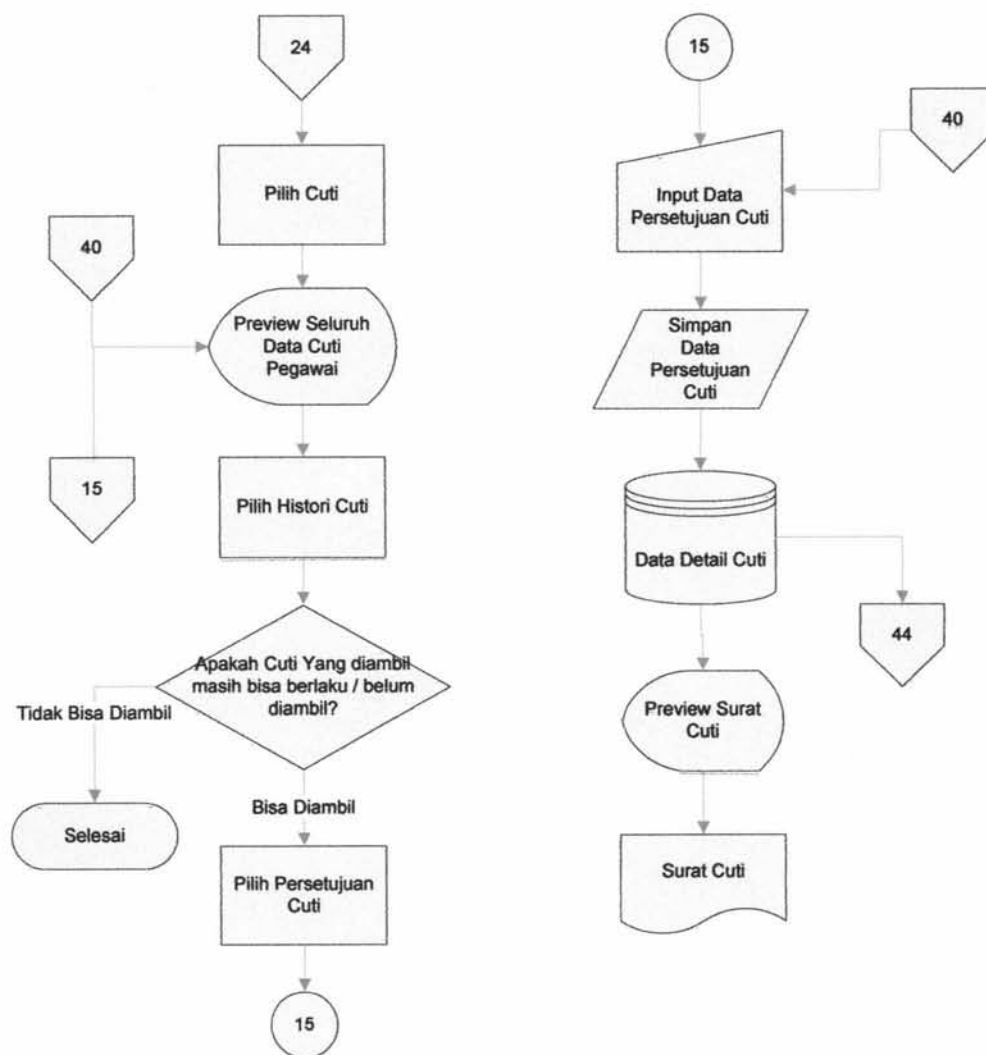 24
Pilih Cuti
40
Preview Seluruh
Data Cuti
Pegawai
15
Pilih Histori Cuti
Apakah Cuti Yang diambil
masih bisa berlaku / belum
diambil?
Tidak Bisa Diambil
Selesai
Bisa Diambil
Pilih Persetujuan
Cuti
15
15
40
Input Data
Persetujuan Cuti
Simpan
Data
Persetujuan
Cuti
Data Detail Cuti
44
Preview Surat
Cuti
Surat Cuti